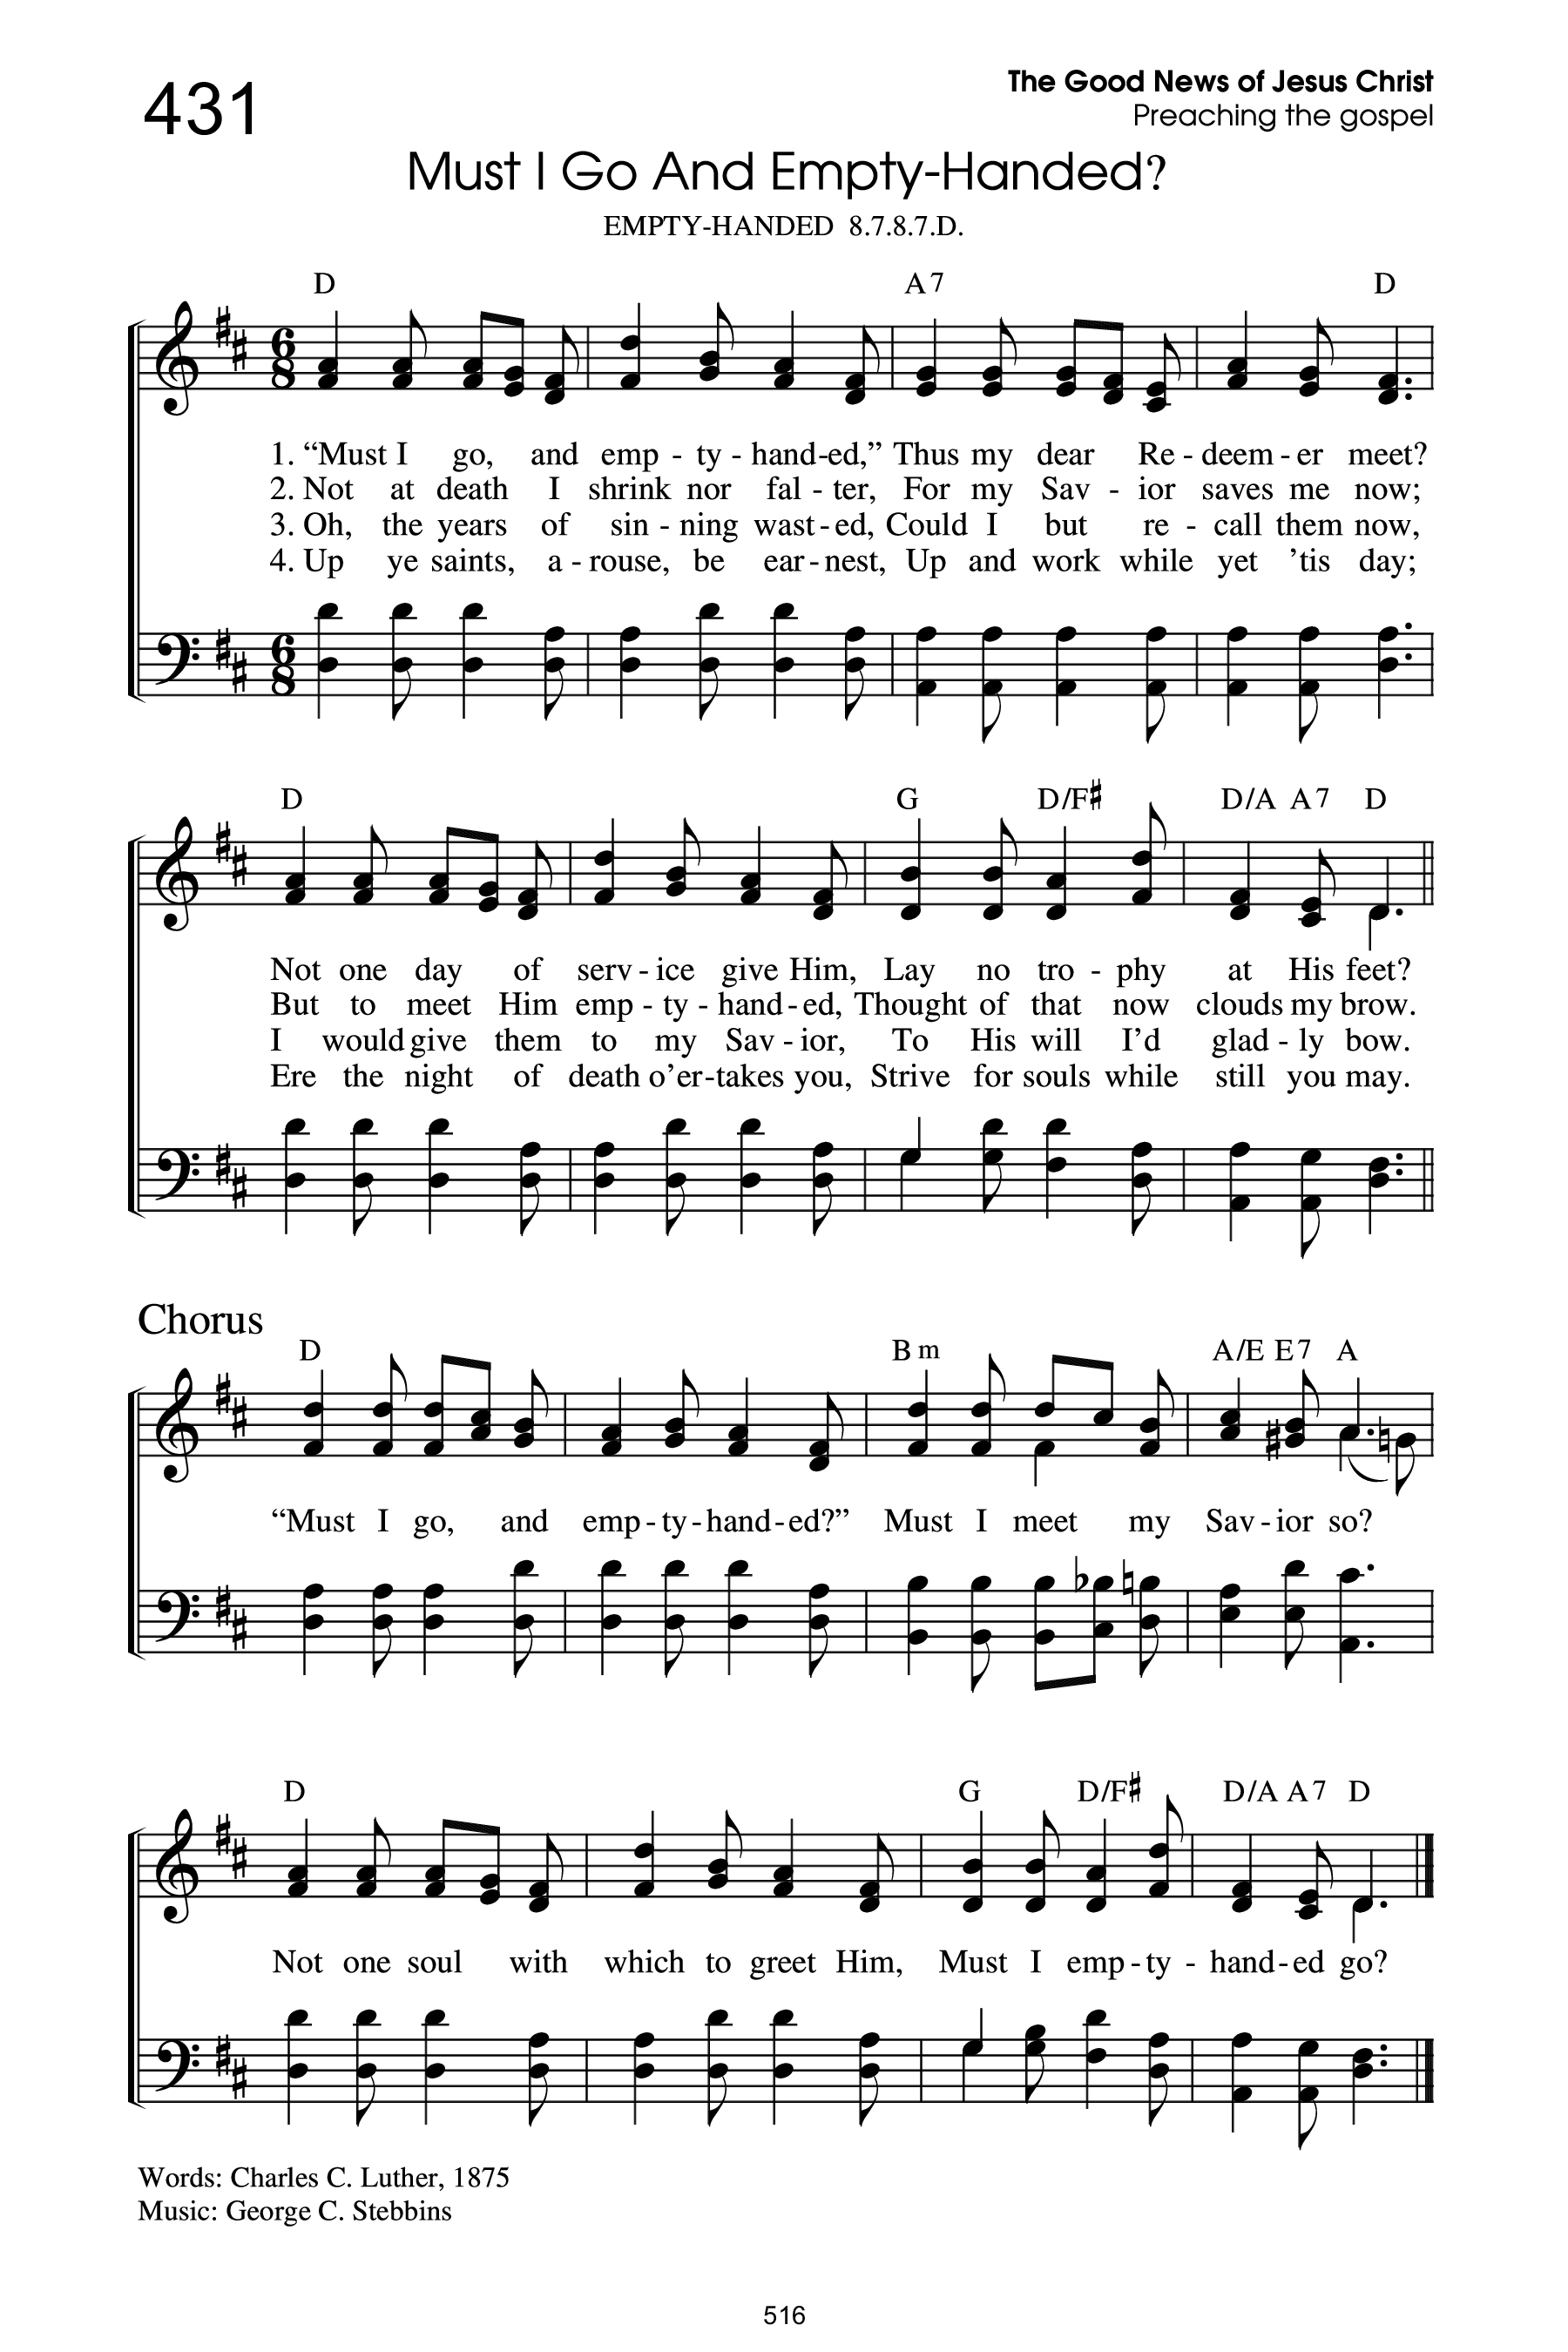 431
The Good News of Jesus Christ
Preaching the gospel
Must I Go And Empty-Handed?
EMPTY-HANDED 8.7.8.7.D.
D A7 D
1. “Must I go, and emp - ty - hand-ed,” Thus my dear Re - deem - er meet?
2. Not at death I shrink nor fal - ter, For my Sav - ior saves me now;
3. Oh, the years of sin - ning wast - ed, Could I but re - call them now,
4. Up ye saints, a - rouse, be ear - nest, Up and work while yet ’tis day;
D G D/F♯ D/A A7 D
Not one day of serv - ice give Him, Lay no tro - phy at His feet?
But to meet Him emp - ty - hand - ed, Thought of that now clouds my brow.
I would give them to my Sav - ior, To His will I’d glad - ly bow.
Ere the night of death o’er-takes you, Strive for souls while still you may.
Chorus
D Bm A/E E7 A
“Must I go, and emp - ty - hand - ed?” Must I meet my Sav - ior so?
D G D/F♯ D/A A7 D
Not one soul with which to greet Him, Must I emp - ty - hand - ed go?
Words: Charles C. Luther, 1875
Music: George C. Stebbins
516